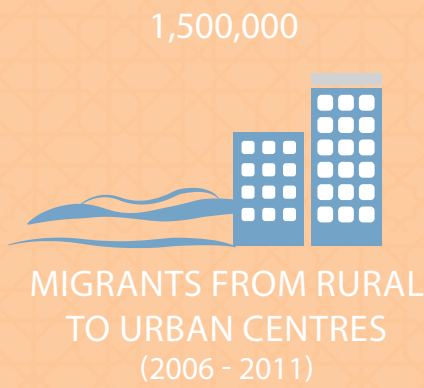 1,500,000
MIGRANTS FROM RURAL
TO URBAN CENTRES
(2006 - 2011)